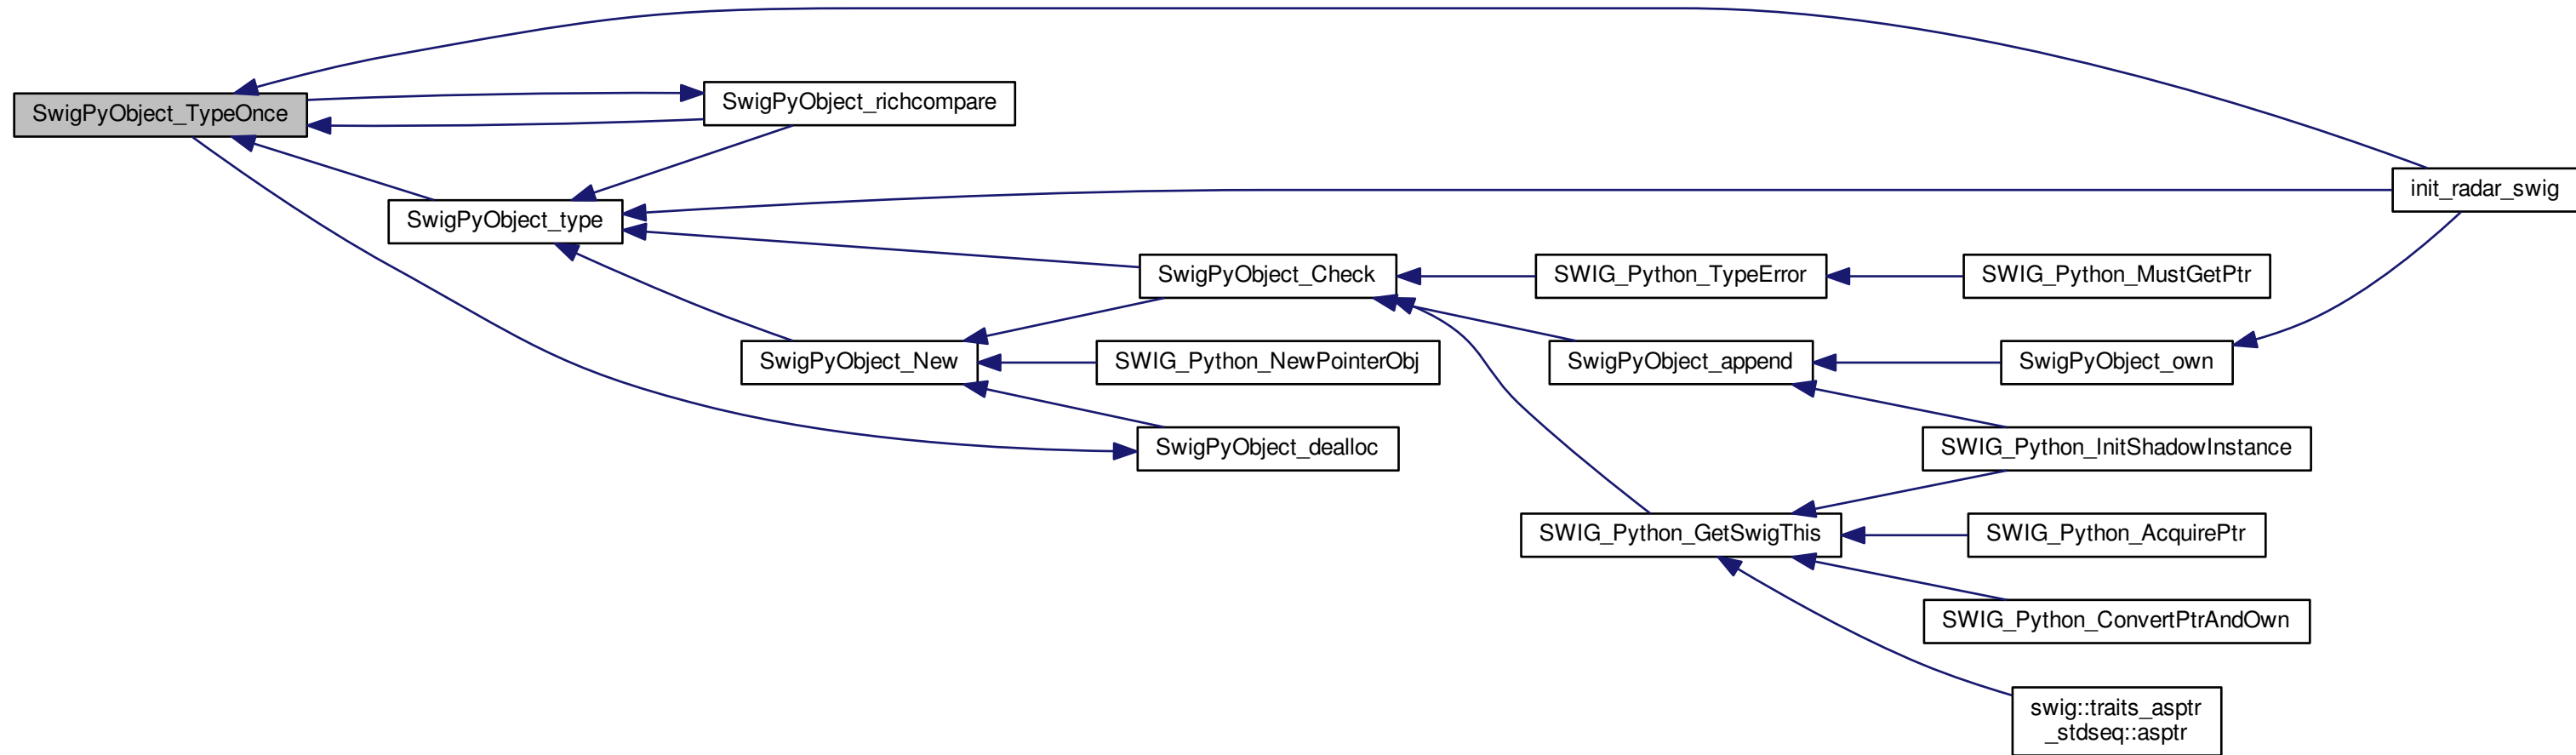 SwigPyObject_TypeOnce
SwigPyObject_richcompare
init_radar_swig
SwigPyObject_type
SwigPyObject_Check
SWIG_Python_TypeError
SWIG_Python_MustGetPtr
SwigPyObject_New
SWIG_Python_NewPointerObj
SwigPyObject_append
SwigPyObject_own
SwigPyObject_dealloc
SWIG_Python_InitShadowInstance
SWIG_Python_GetSwigThis
SWIG_Python_AcquirePtr
SWIG_Python_ConvertPtrAndOwn
swig::traits_asptr
_stdseq::asptr